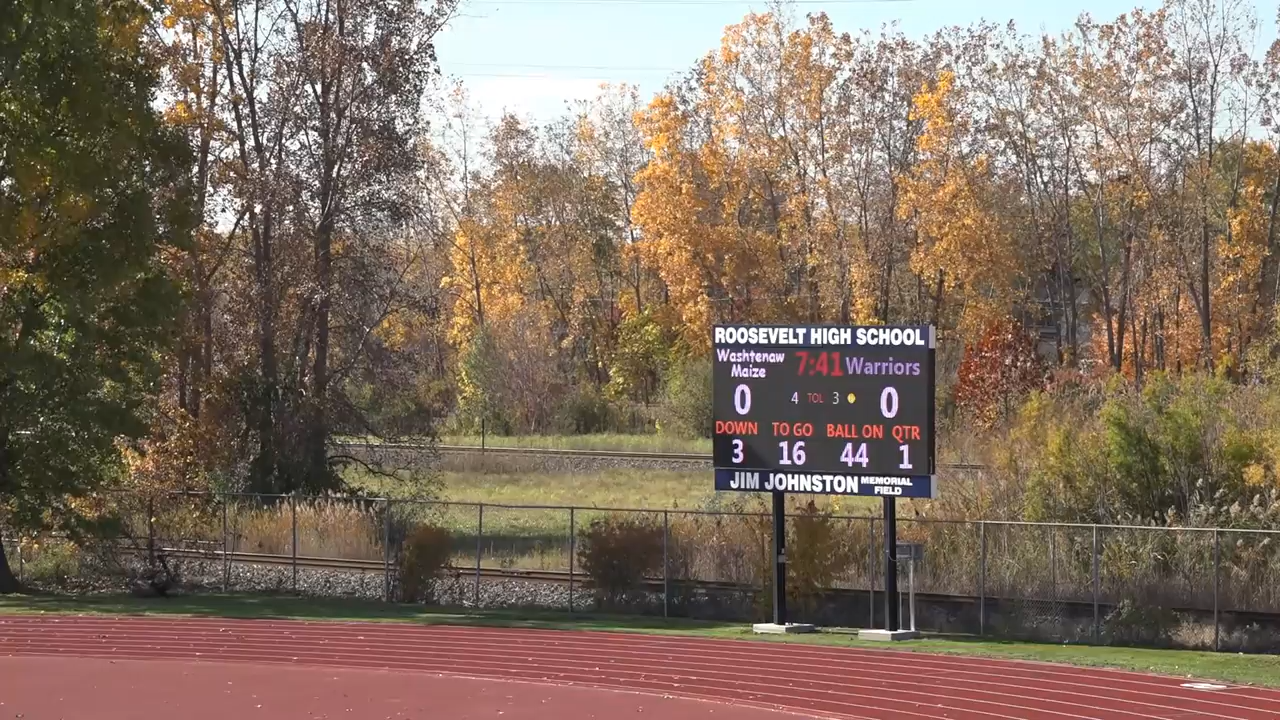 ROOSEVELT HIGH SCHOOL
Washtenaw Maize 7:41 Warriors
0 4 TOL 3 0
DOWN TO GO BALL ON QTR
3 16 44 1
JIM JOHNSTON MEMORIAL FIELD